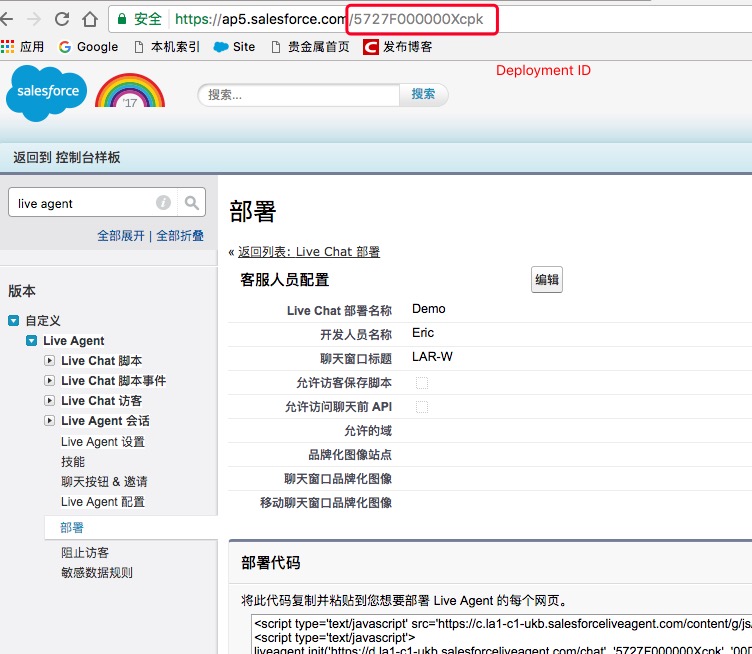 安全 https://ap5.salesforce.com/5727F000000Xcpk
应用 Google 本机索引 Site 贵金属首页 C 发布博客
Deployment ID
salesforce '17 搜索... 搜索
返回到 控制台样板
live agent
全部展开 | 全部折叠
版本
自定义
Live Agent
Live Chat 脚本
Live Chat 脚本事件
Live Chat 访客
Live Agent 会话
Live Agent 设置
技能
聊天按钮 & 邀请
Live Agent 配置
部署
阻止访客
敏感数据规则
部署
« 返回列表: Live Chat 部署
客服人员配置 编辑
Live Chat 部署名称 Demo
开发人员名称 Eric
聊天窗口标题 LAR-W
允许访客保存脚本
允许访问聊天前 API
允许的域
品牌化图像站点
聊天窗口品牌化图像
移动聊天窗口品牌化图像
部署代码
将此代码复制并粘贴到您想要部署 Live Agent 的每个网页。
<script type='text/javascript' src='https://c.la1-c1-ukb.salesforceliveagent.com/content/g/js/
<script type='text/javascript'>
liveagent.init('https://d.la1-c1-ukb.salesforceliveagent.com/chat', '5727F000000Xcpk', '00D